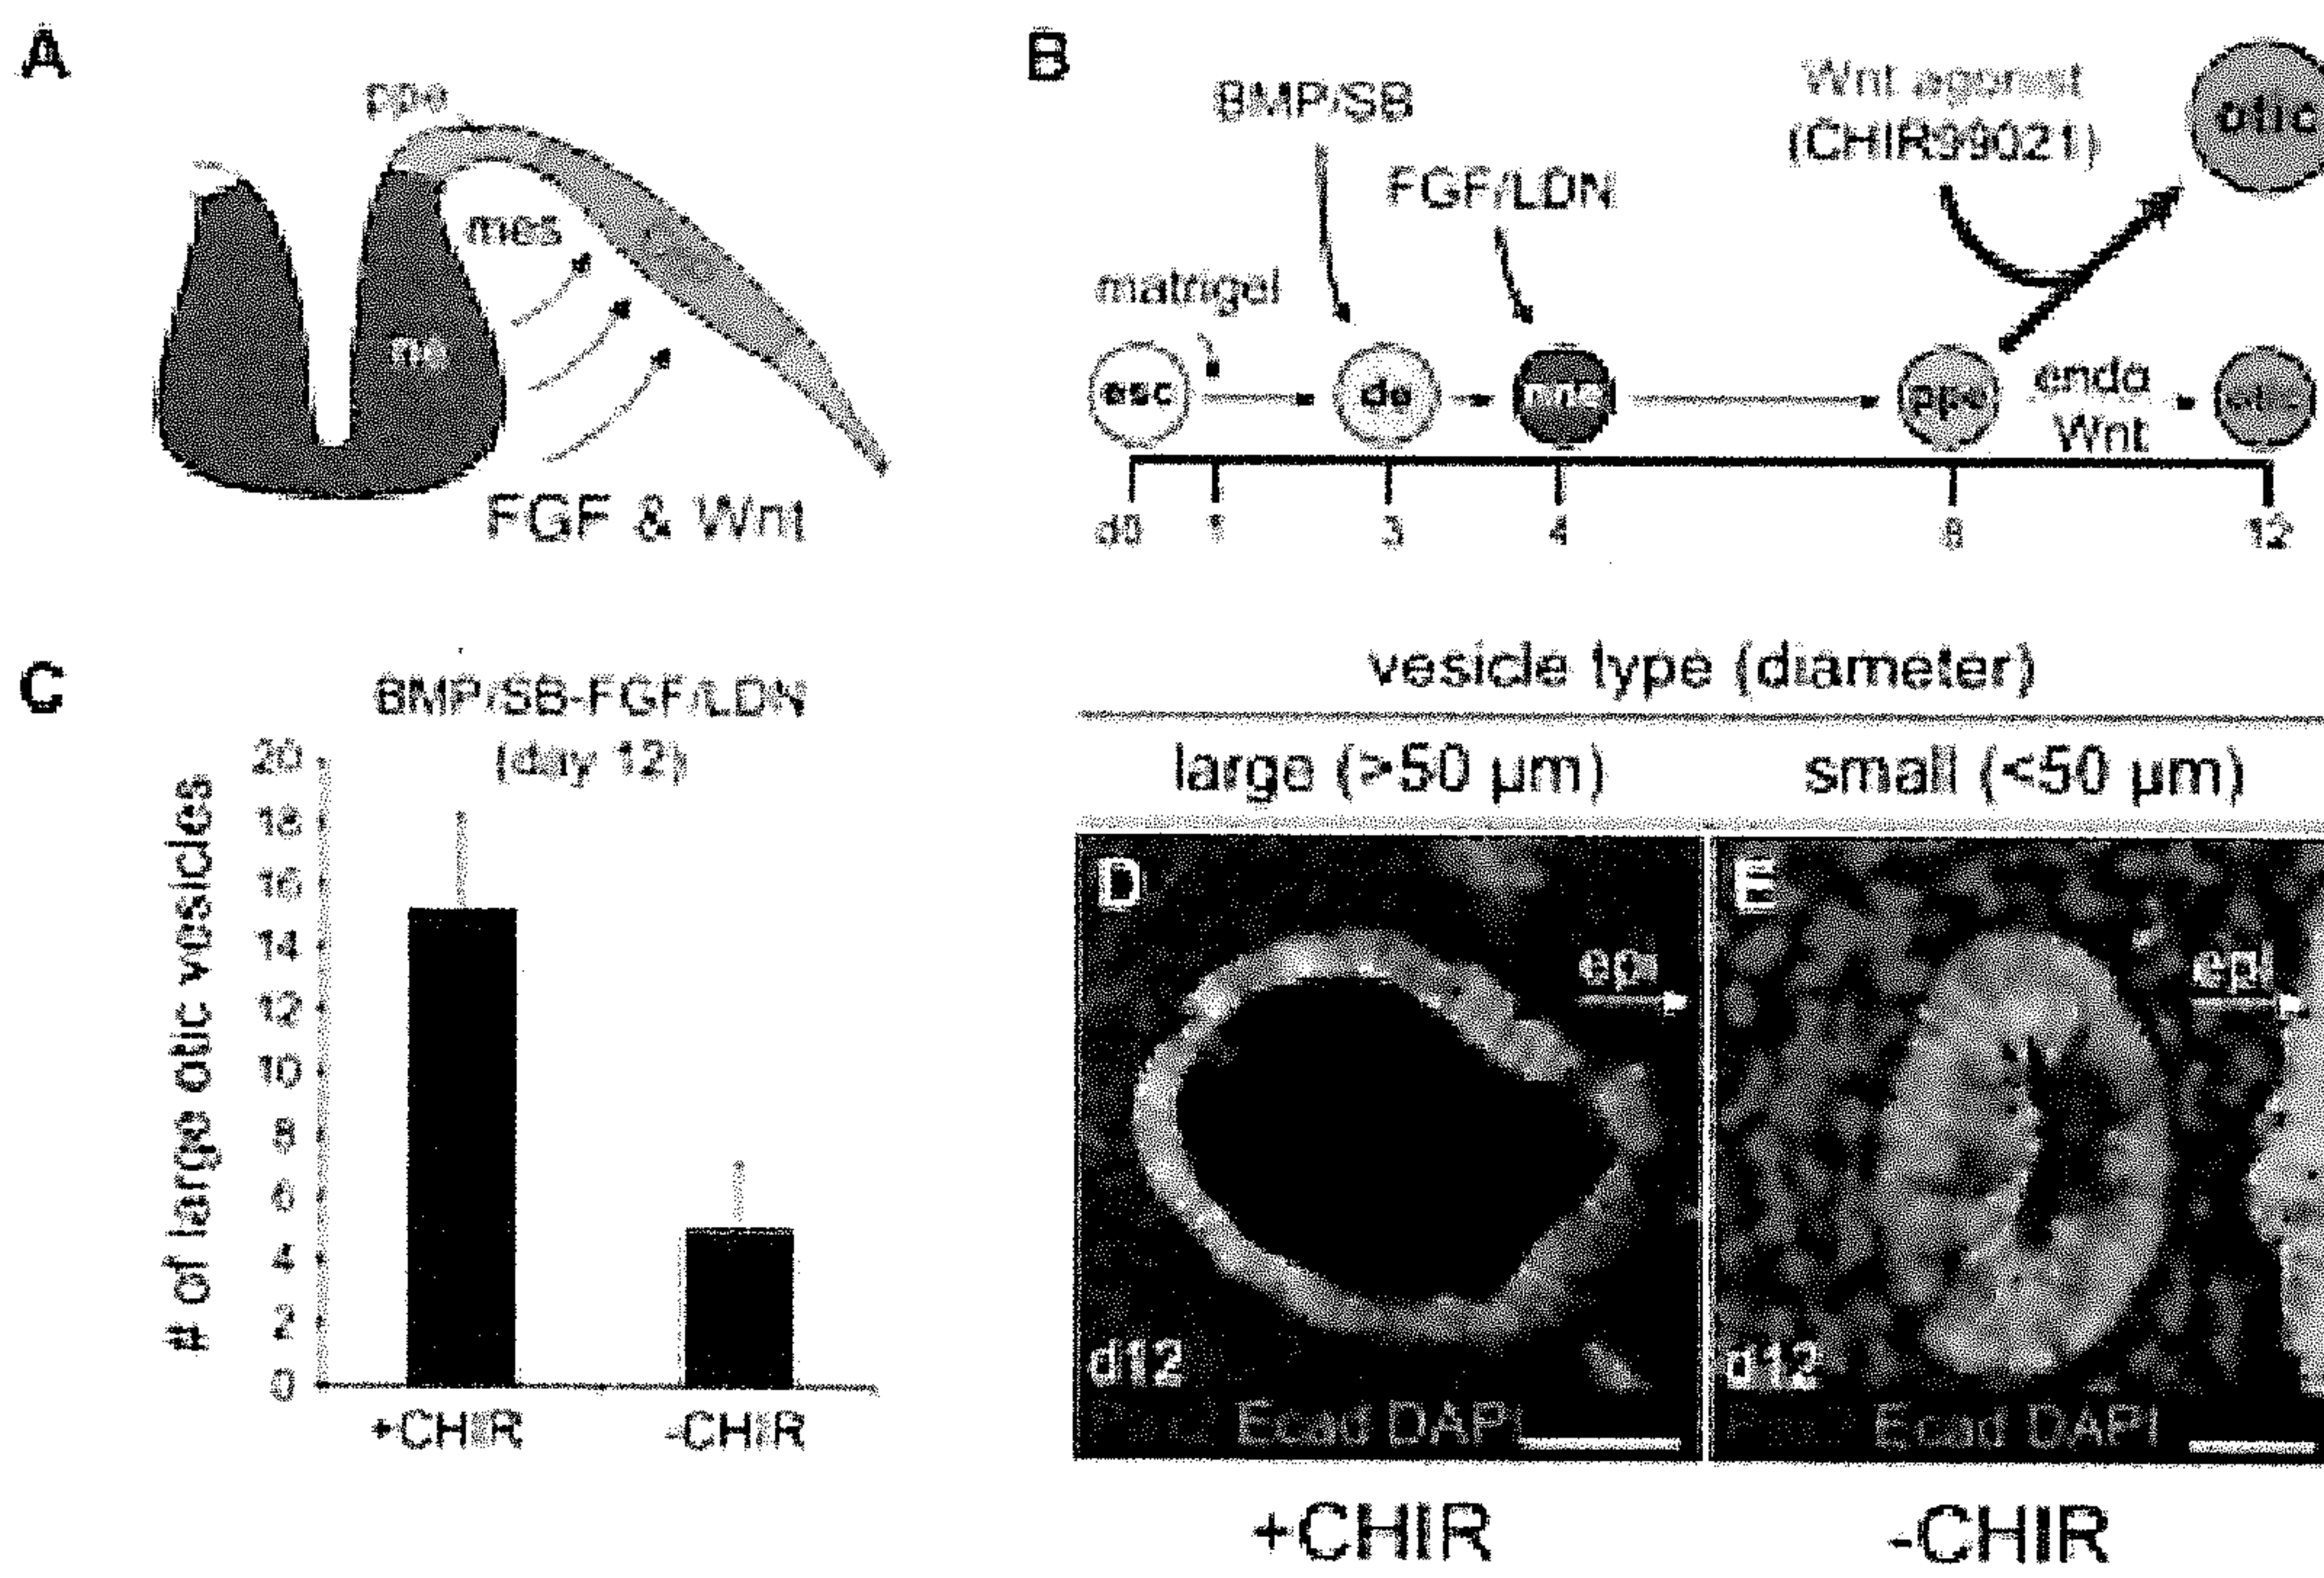 A
ppe
mes
ne
FGF & Wnt
B
BMP/SB
FGF/LDN
Wnt agonist
(CHIR99021)
otic
matrigel
esc
de
nne
ppe
endo
Wnt
d0 1 3 4 8 12
C
BMP/SB-FGF/LDN
(day 12)
# of large otic vesicles
20
18
16
14
12
10
8
6
4
2
0
+CHIR
-CHIR
vesicle type (diameter)
large (>50 µm)
small (<50 µm)
D
epi
d12
Ecad DAPI
+CHIR
E
epi
d12
Ecad DAPI
-CHIR